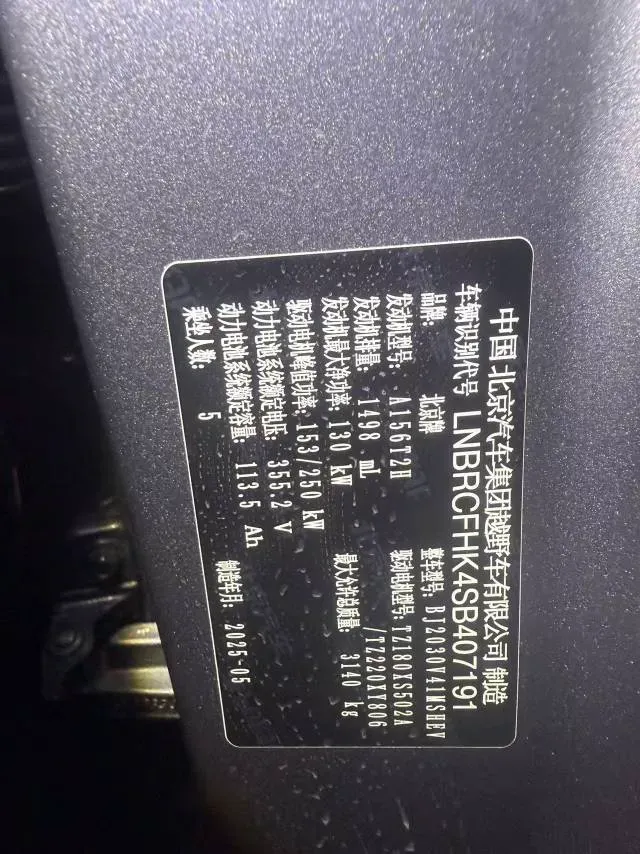 中国 北京汽车集团越野车有限公司 制造
车辆识别代号 LNBRCFHK4SB407191
品牌: 北京牌 整车型号: BJ2030V41MSHEV
发动机型号: A156T2H 驱动电机型号: TZ180XS502A
发动机排量: 1498 mL /TZ220XY806
发动机最大净功率: 130 kW 最大允许总质量: 3140 kg
驱动电机峰值功率: 153/250 kW
动力电池系统额定电压: 355.2 V
动力电池系统额定容量: 113.5 Ah 制造年月: 2025-05
乘坐人数: 5